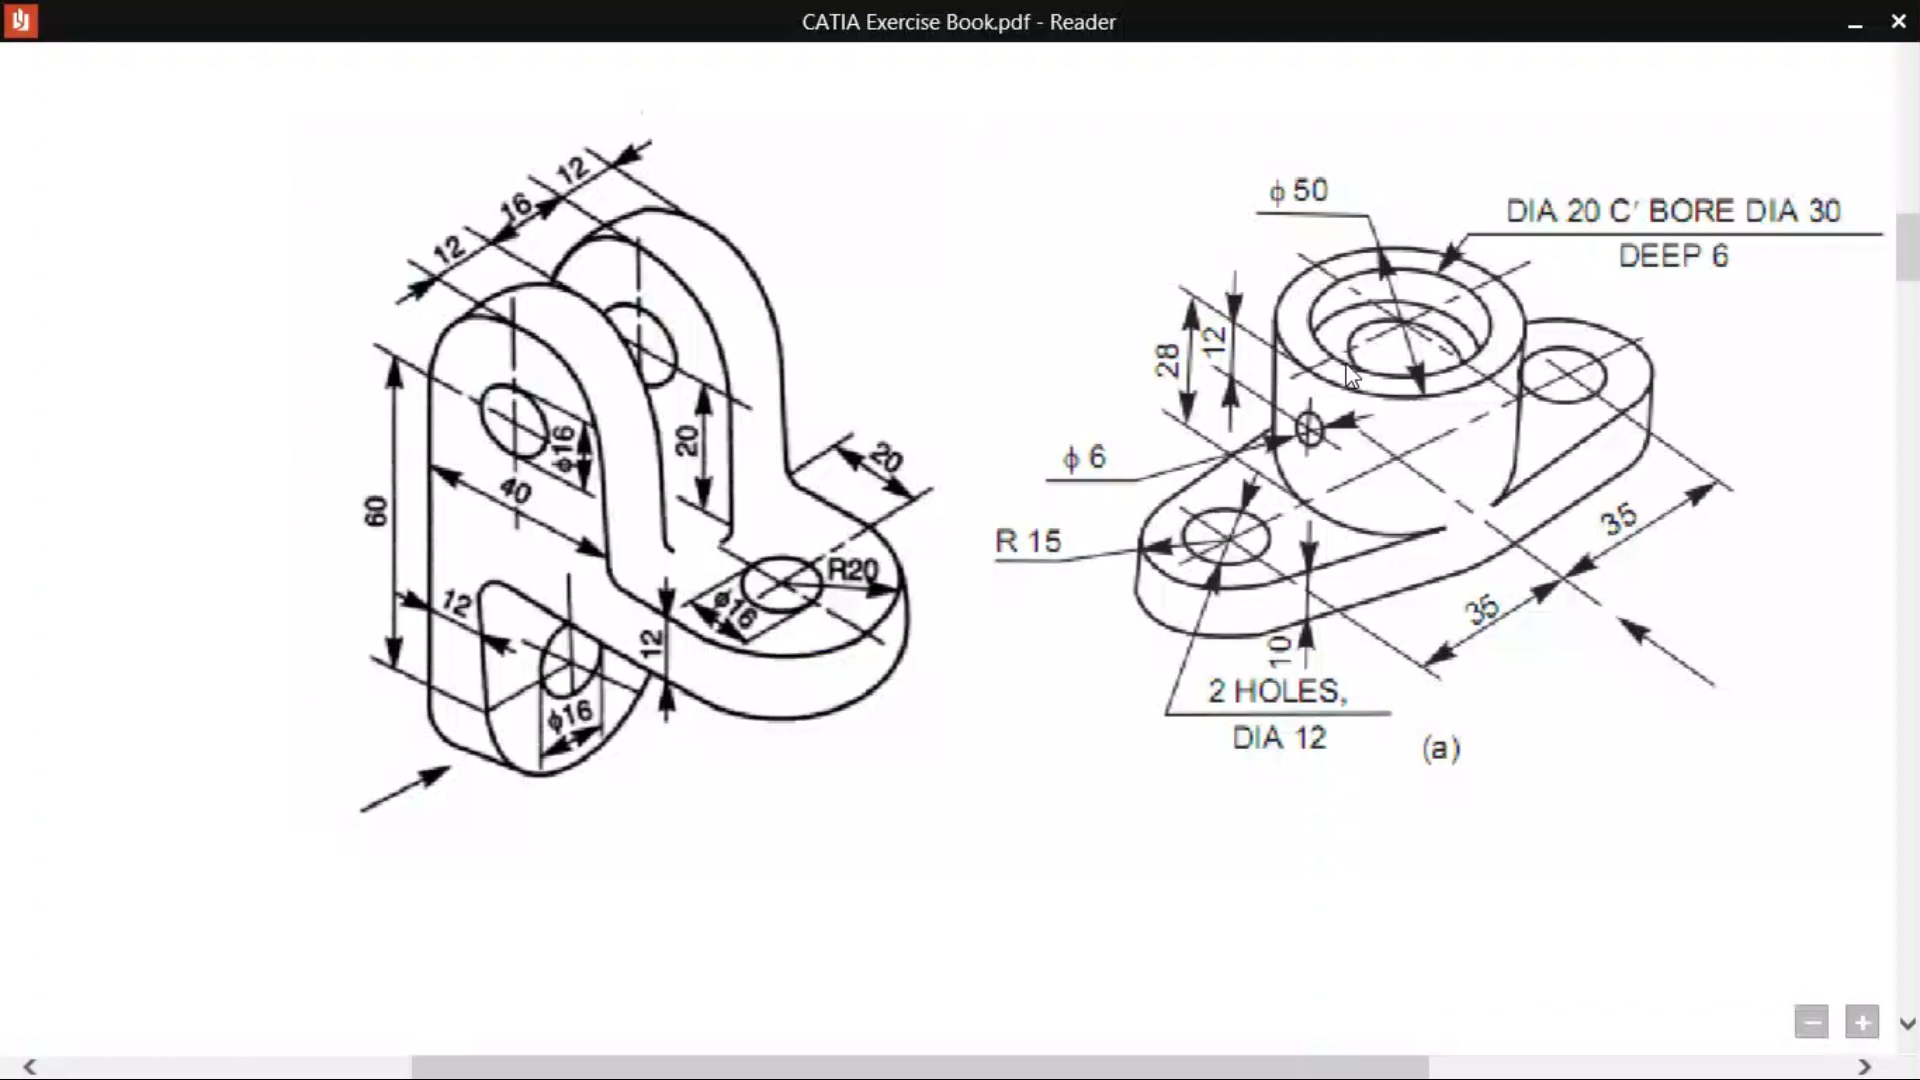 CATIA Exercise Book.pdf - Reader
12
16
12
60
40
ϕ16
20
20
R20
ϕ16
12
12
ϕ16
ϕ 50
DIA 20 C′ BORE DIA 30
DEEP 6
28
12
ϕ 6
R 15
35
35
10
2 HOLES,
DIA 12
(a)